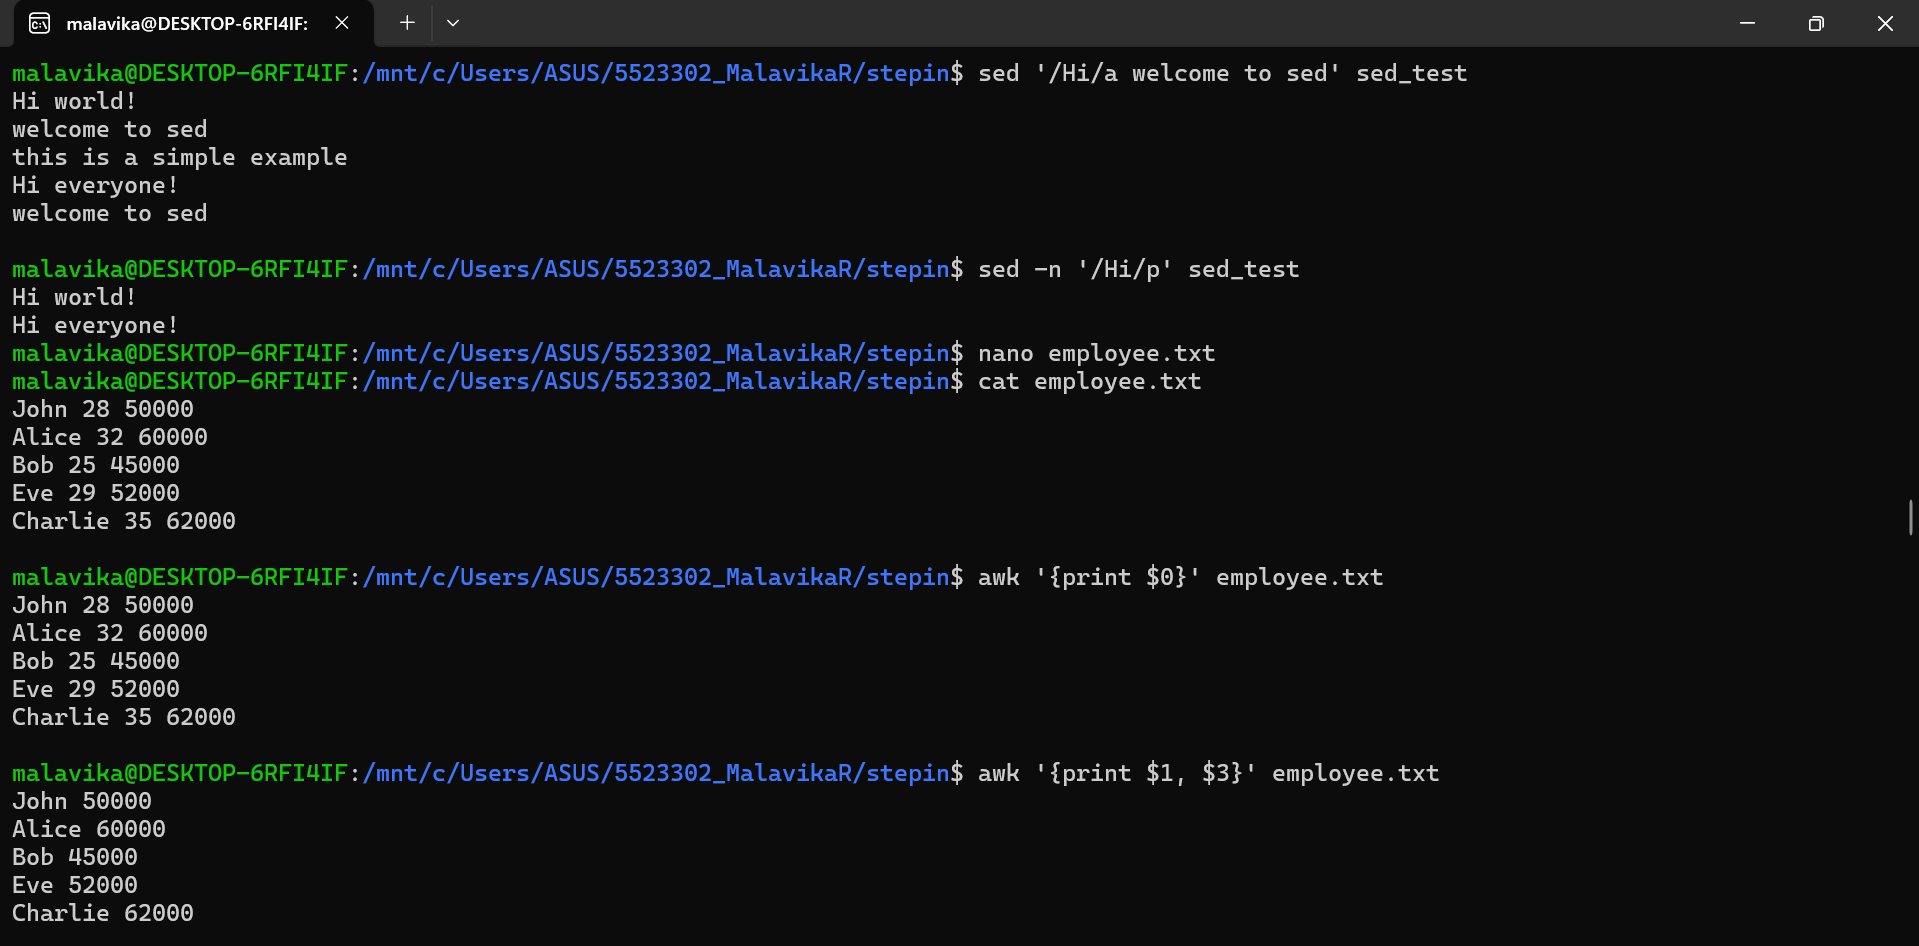 malavika@DESKTOP-6RFI4IF:
malavika@DESKTOP-6RFI4IF:/mnt/c/Users/ASUS/5523302_MalavikaR/stepin$ sed '/Hi/a welcome to sed' sed_test
Hi world!
welcome to sed
this is a simple example
Hi everyone!
welcome to sed
malavika@DESKTOP-6RFI4IF:/mnt/c/Users/ASUS/5523302_MalavikaR/stepin$ sed -n '/Hi/p' sed_test
Hi world!
Hi everyone!
malavika@DESKTOP-6RFI4IF:/mnt/c/Users/ASUS/5523302_MalavikaR/stepin$ nano employee.txt
malavika@DESKTOP-6RFI4IF:/mnt/c/Users/ASUS/5523302_MalavikaR/stepin$ cat employee.txt
John 28 50000
Alice 32 60000
Bob 25 45000
Eve 29 52000
Charlie 35 62000
malavika@DESKTOP-6RFI4IF:/mnt/c/Users/ASUS/5523302_MalavikaR/stepin$ awk '{print $0}' employee.txt
John 28 50000
Alice 32 60000
Bob 25 45000
Eve 29 52000
Charlie 35 62000
malavika@DESKTOP-6RFI4IF:/mnt/c/Users/ASUS/5523302_MalavikaR/stepin$ awk '{print $1, $3}' employee.txt
John 50000
Alice 60000
Bob 45000
Eve 52000
Charlie 62000